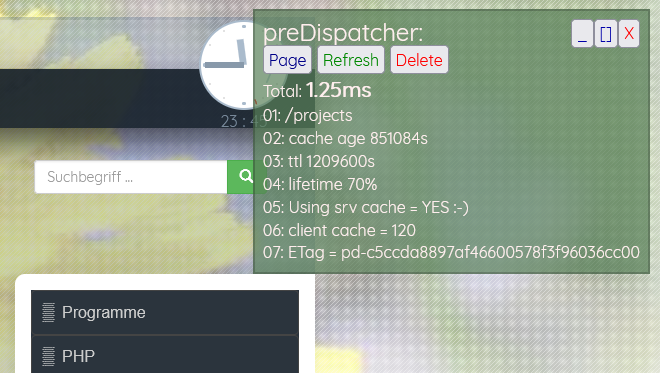 preDispatcher:
_ [] X
Page Refresh Delete
Total: 1.25ms
01: /projects
02: cache age 851084s
03: ttl 1209600s
04: lifetime 70%
05: Using srv cache = YES :-)
06: client cache = 120
07: ETag = pd-c5ccda8897af46600578f3f96036cc00
23 : 45
Suchbegriff ...
Programme
PHP